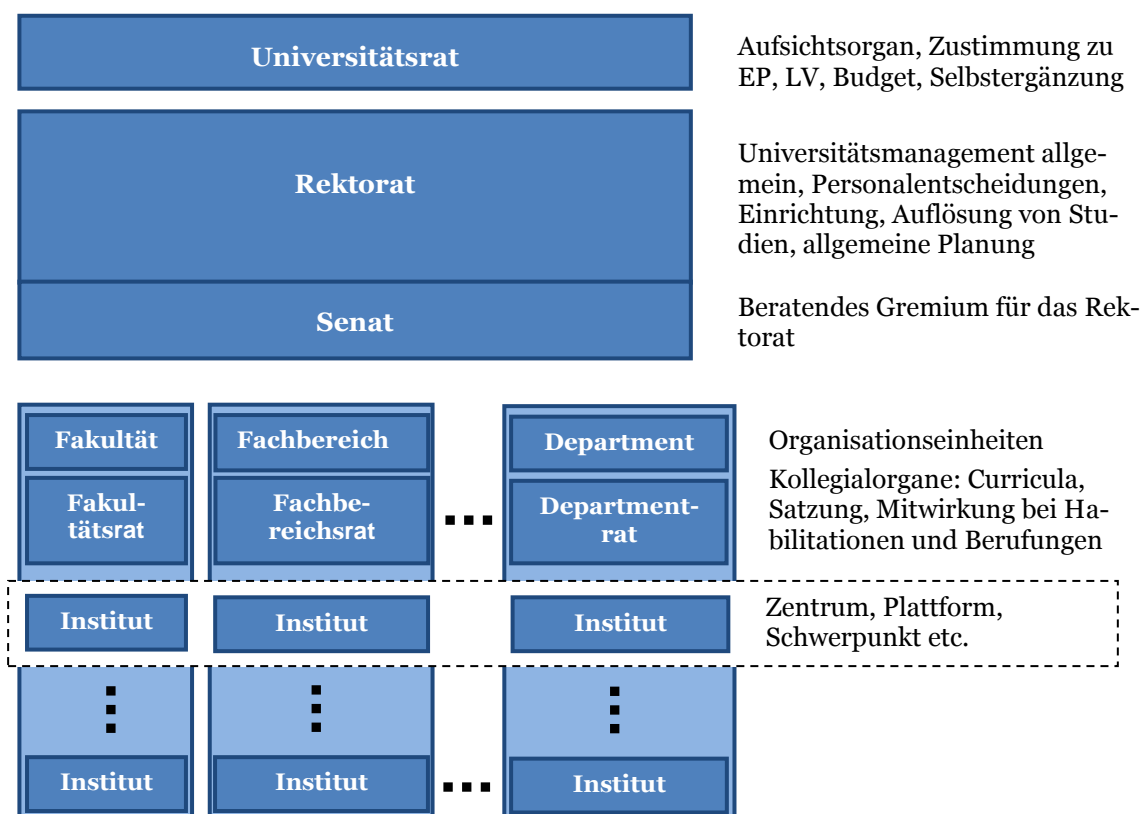 Universitätsrat
Aufsichtsorgan, Zustimmung zu
EP, LV, Budget, Selbstergänzung
Rektorat
Universitätsmanagement allge-
mein, Personalentscheidungen,
Einrichtung, Auflösung von Stu-
dien, allgemeine Planung
Senat
Beratendes Gremium für das Rek-
torat
Fakultät
Fachbereich
Department
Organisationseinheiten
Fakul-
tätsrat
Fachbe-
reichsrat
Department-
rat
Kollegialorgane: Curricula,
Satzung, Mitwirkung bei Ha-
bilitationen und Berufungen
Institut
Institut
Institut
Zentrum, Plattform,
Schwerpunkt etc.
Institut
Institut
Institut